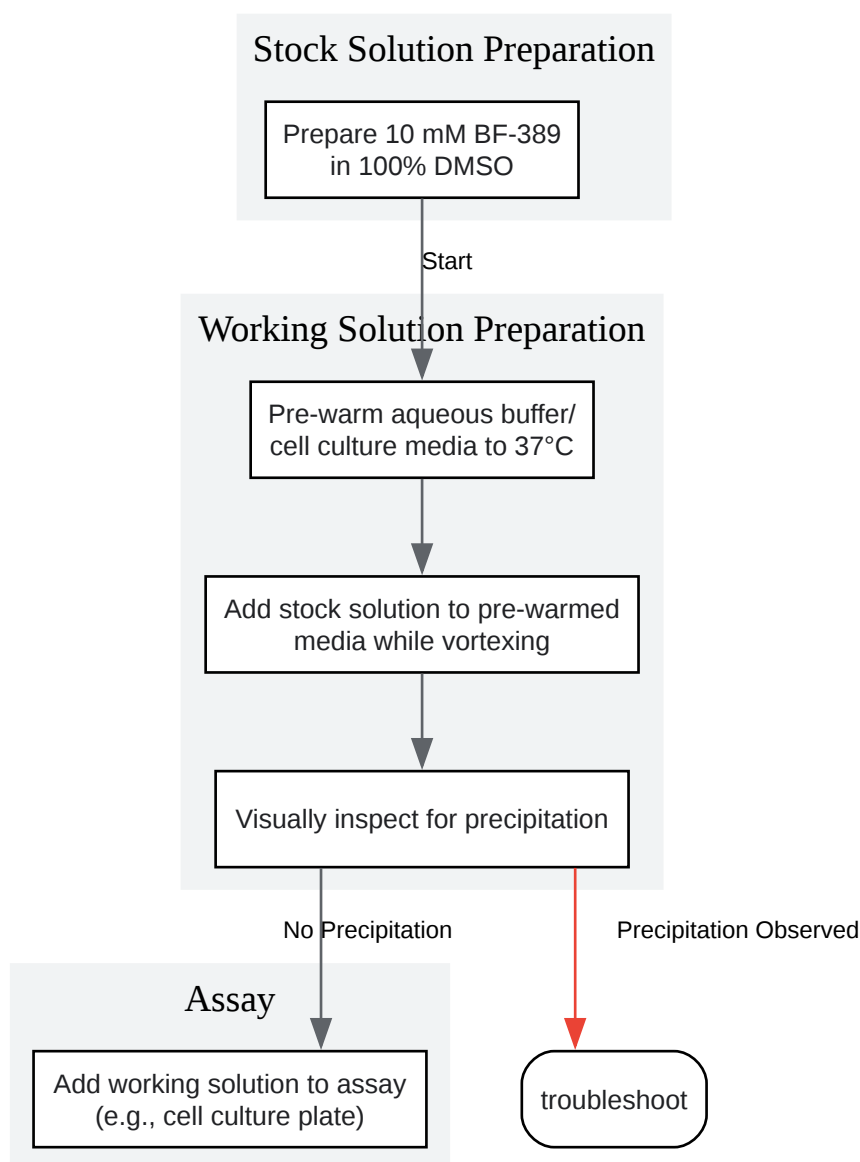 Stock Solution Preparation
Prepare 10 mM BF-389
in 100% DMSO
Start
Working Solution Preparation
Pre-warm aqueous buffer/
cell culture media to 37°C
Add stock solution to pre-warmed
media while vortexing
Visually inspect for precipitation
No Precipitation
Precipitation Observed
Assay
Add working solution to assay
(e.g., cell culture plate)
troubleshoot